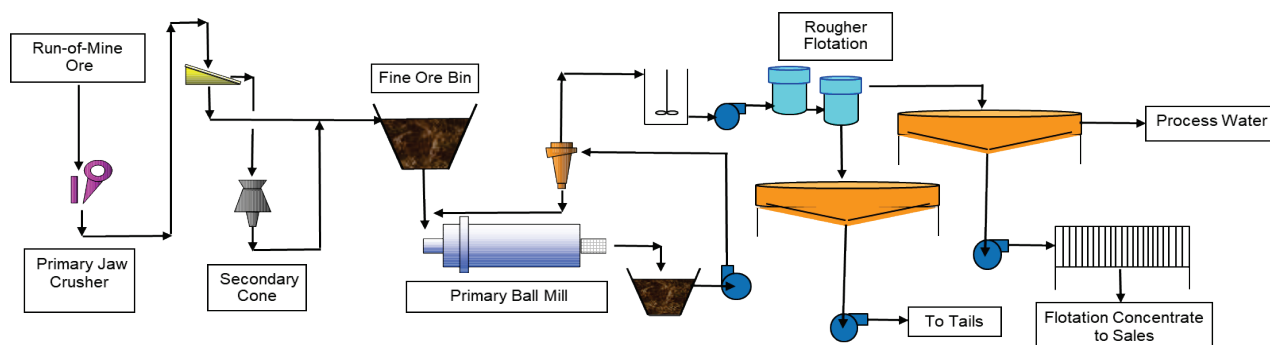 Run-of-Mine
Ore
Primary Jaw
Crusher
Secondary
Cone
Fine Ore Bin
Primary Ball Mill
Rougher
Flotation
Process Water
To Tails
Flotation Concentrate
to Sales